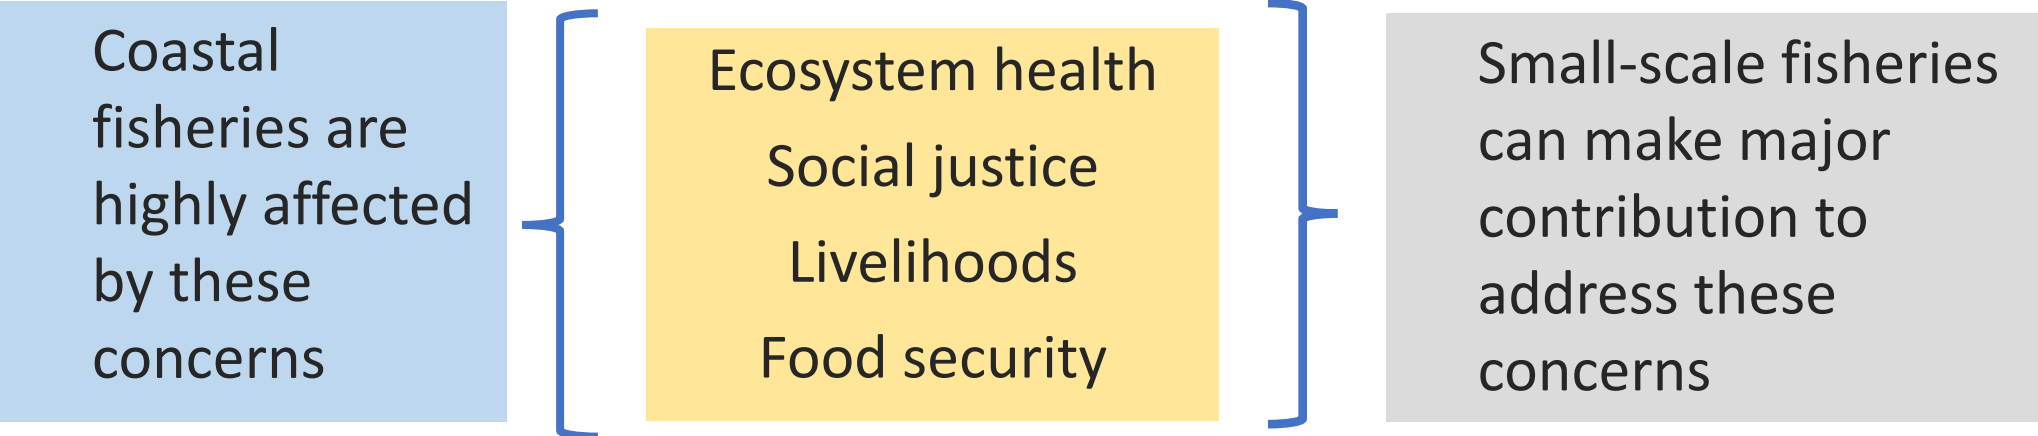 Coastal
fisheries are
highly affected
by these
concerns
Ecosystem health
Social justice
Livelihoods
Food security
Small-scale fisheries
can make major
contribution to
address these
concerns